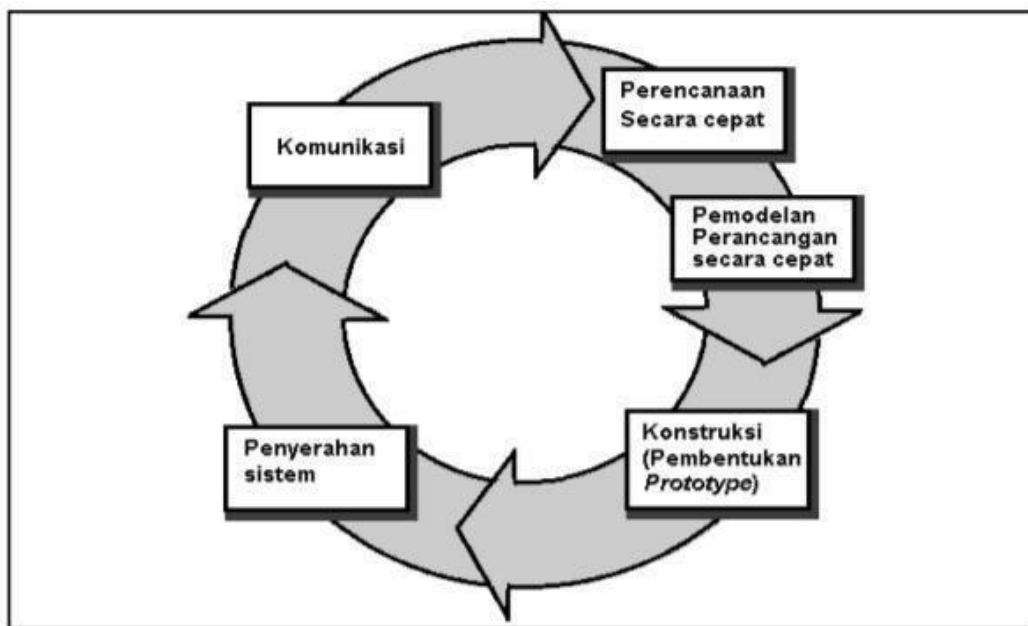 Komunikasi
Perencanaan
Secara cepat
Pemodelan
Perancangan
secara cepat
Konstruksi
(Pembentukan
Prototype)
Penyerahan
sistem